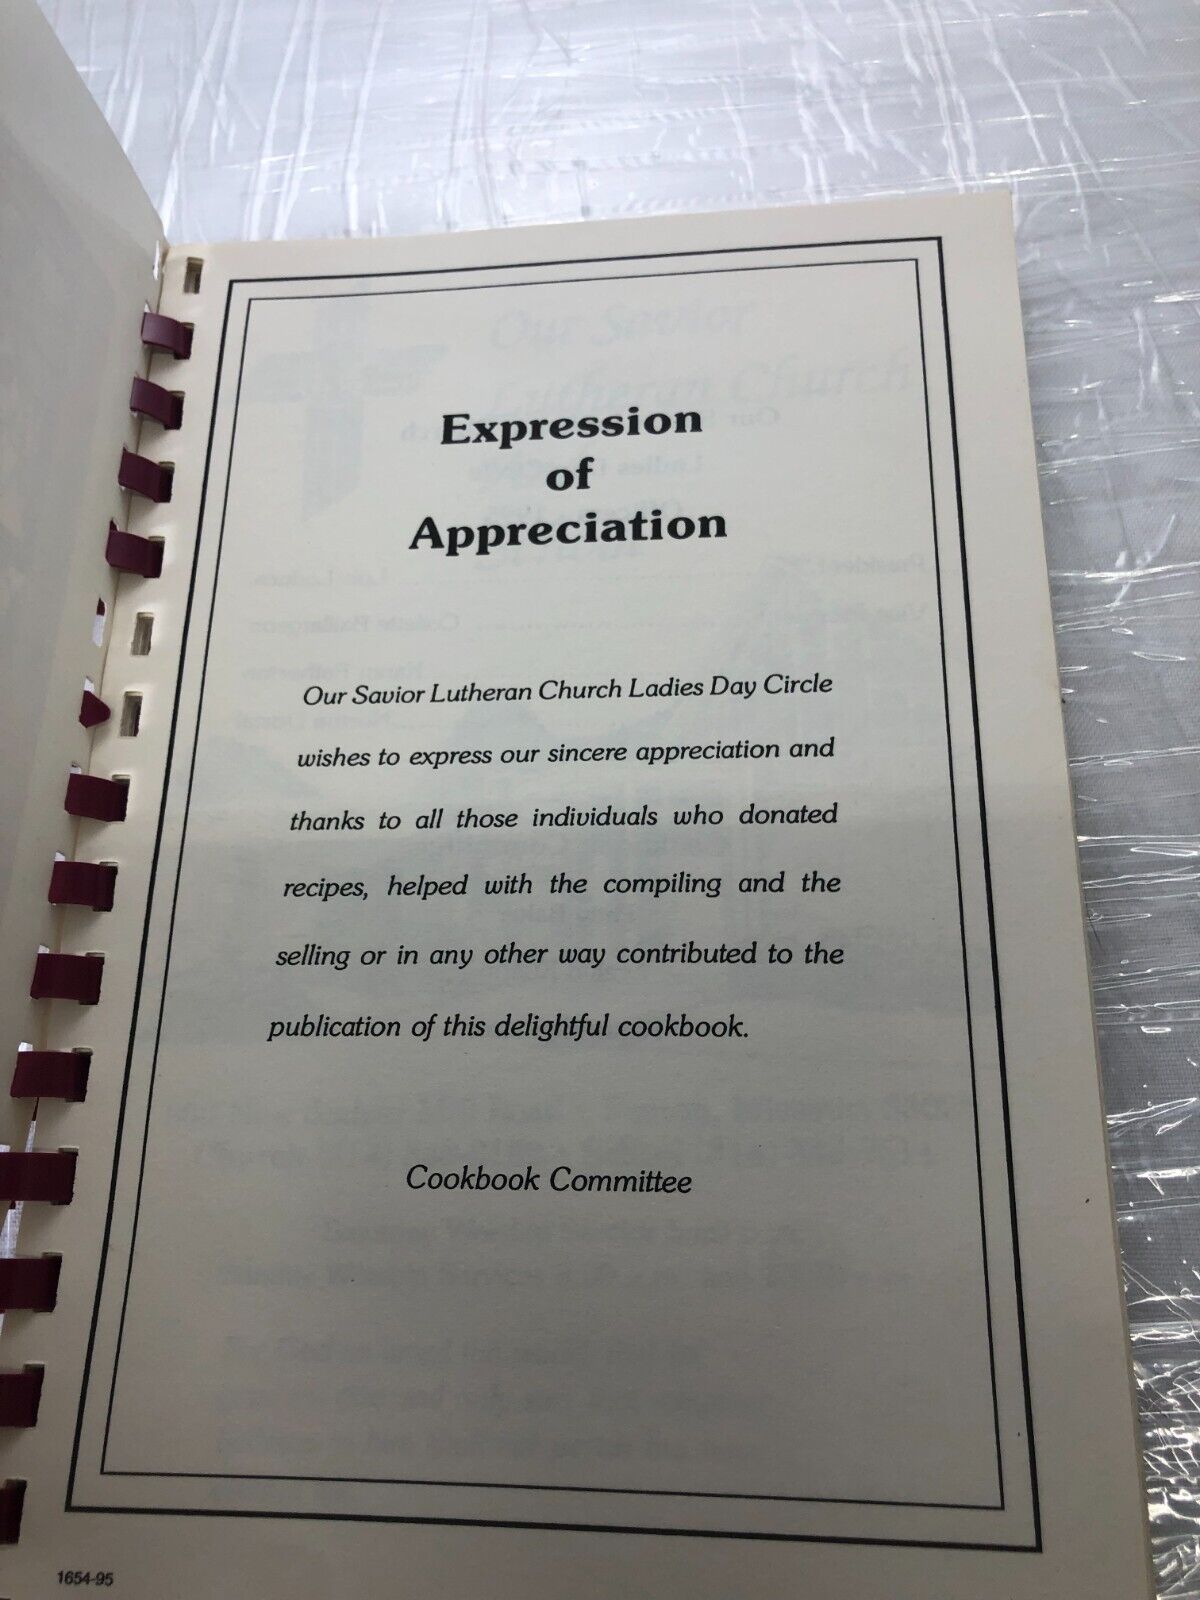 Expression
of
Appreciation
Our Savior Lutheran Church Ladies Day Circle
wishes to express our sincere appreciation and
thanks to all those individuals who donated
recipes, helped with the compiling and the
selling or in any other way contributed to the
publication of this delightful cookbook.
Cookbook Committee
1654-95